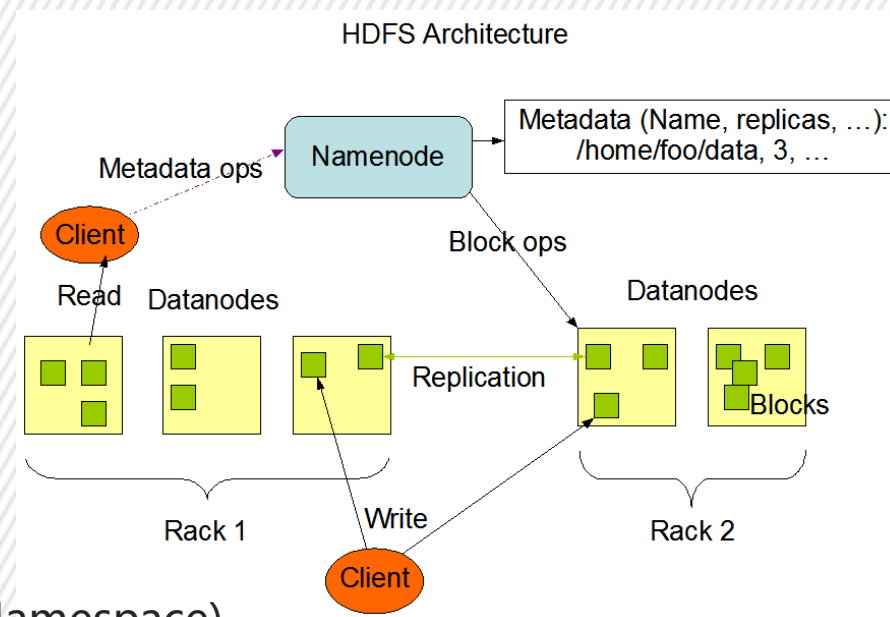 HDFS Architecture
Metadata (Name, replicas, ...):
/home/foo/data, 3, ...
Namenode
Metadata ops
Client
Block ops
Read
Datanodes
Datanodes
Replication
Blocks
Rack 1
Write
Rack 2
Client